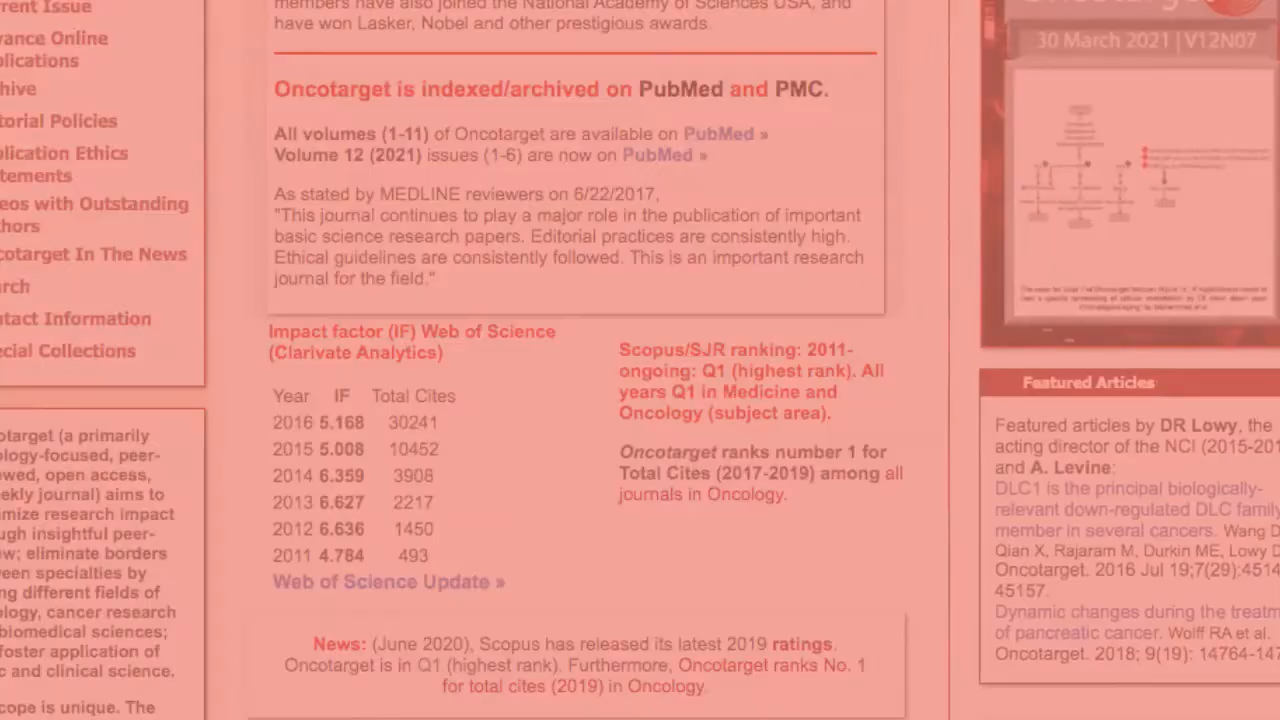 rrent Issue
vance Online
blications
hive
torial Policies
olication Ethics
tements
eos with Outstanding
hors
cotarget In The News
arch
ntact Information
ecial Collections
otarget (a primarily
ology-focused, peer-
ewed, open access,
ekly journal) aims to
imize research impact
ugh insightful peer-
ew; eliminate borders
ween specialties by
ng different fields of
ology, cancer research
biomedical sciences;
foster application of
c and clinical science.
cope is unique. The
members have also joined the National Academy of Sciences USA, and
have won Lasker, Nobel and other prestigious awards.
Oncotarget is indexed/archived on PubMed and PMC.
All volumes (1-11) of Oncotarget are available on PubMed »
Volume 12 (2021) issues (1-6) are now on PubMed »
As stated by MEDLINE reviewers on 6/22/2017,
"This journal continues to play a major role in the publication of important
basic science research papers. Editorial practices are consistently high.
Ethical guidelines are consistently followed. This is an important research
journal for the field."
Impact factor (IF) Web of Science
(Clarivate Analytics)
Year IF Total Cites
2016 5.168 30241
2015 5.008 10452
2014 6.359 3908
2013 6.627 2217
2012 6.636 1450
2011 4.784 493
Web of Science Update »
Scopus/SJR ranking: 2011-
ongoing: Q1 (highest rank). All
years Q1 in Medicine and
Oncology (subject area).
Oncotarget ranks number 1 for
Total Cites (2017-2019) among all
journals in Oncology.
News: (June 2020), Scopus has released its latest 2019 ratings.
Oncotarget is in Q1 (highest rank). Furthermore, Oncotarget ranks No. 1
for total cites (2019) in Oncology.
Oncotarget
30 March 2021 | V12N07
Featured Articles
Featured articles by DR Lowy, the
acting director of the NCI (2015-201
and A. Levine:
DLC1 is the principal biologically-
relevant down-regulated DLC family
member in several cancers. Wang D
Qian X, Rajaram M, Durkin ME, Lowy D
Oncotarget. 2016 Jul 19;7(29):4514
45157.
Dynamic changes during the treatm
of pancreatic cancer. Wolff RA et al.
Oncotarget. 2018; 9(19): 14764-147